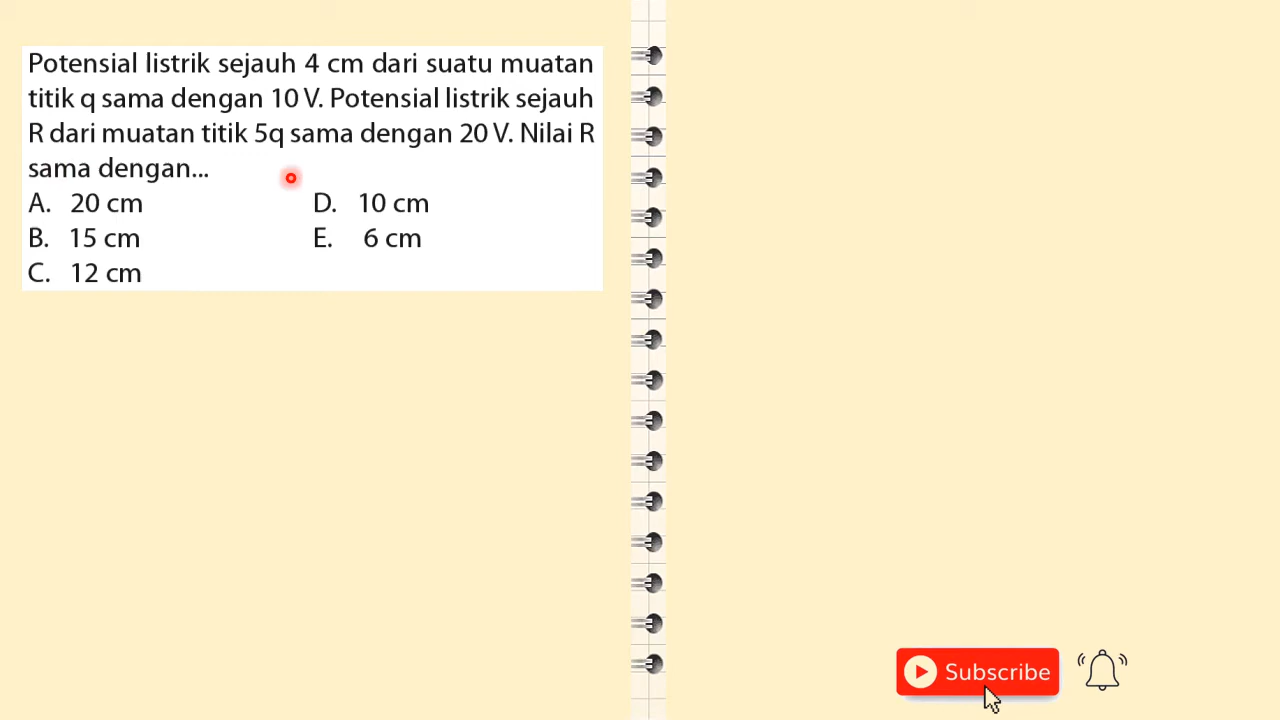 Potensial listrik sejauh 4 cm dari suatu muatan
titik q sama dengan 10 V. Potensial listrik sejauh
R dari muatan titik 5q sama dengan 20 V. Nilai R
sama dengan...
A. 20 cm
B. 15 cm
C. 12 cm
D. 10 cm
E. 6 cm
Subscribe